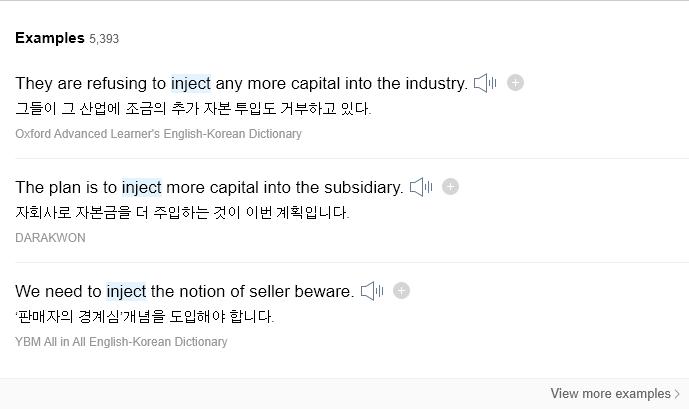 Examples 5,393
They are refusing to inject any more capital into the industry.
그들이 그 산업에 조금의 추가 자본 투입도 거부하고 있다.
Oxford Advanced Learner's English-Korean Dictionary
The plan is to inject more capital into the subsidiary.
자회사로 자본금을 더 주입하는 것이 이번 계획입니다.
DARAKWON
We need to inject the notion of seller beware.
‘판매자의 경계심’개념을 도입해야 합니다.
YBM All in All English-Korean Dictionary
View more examples